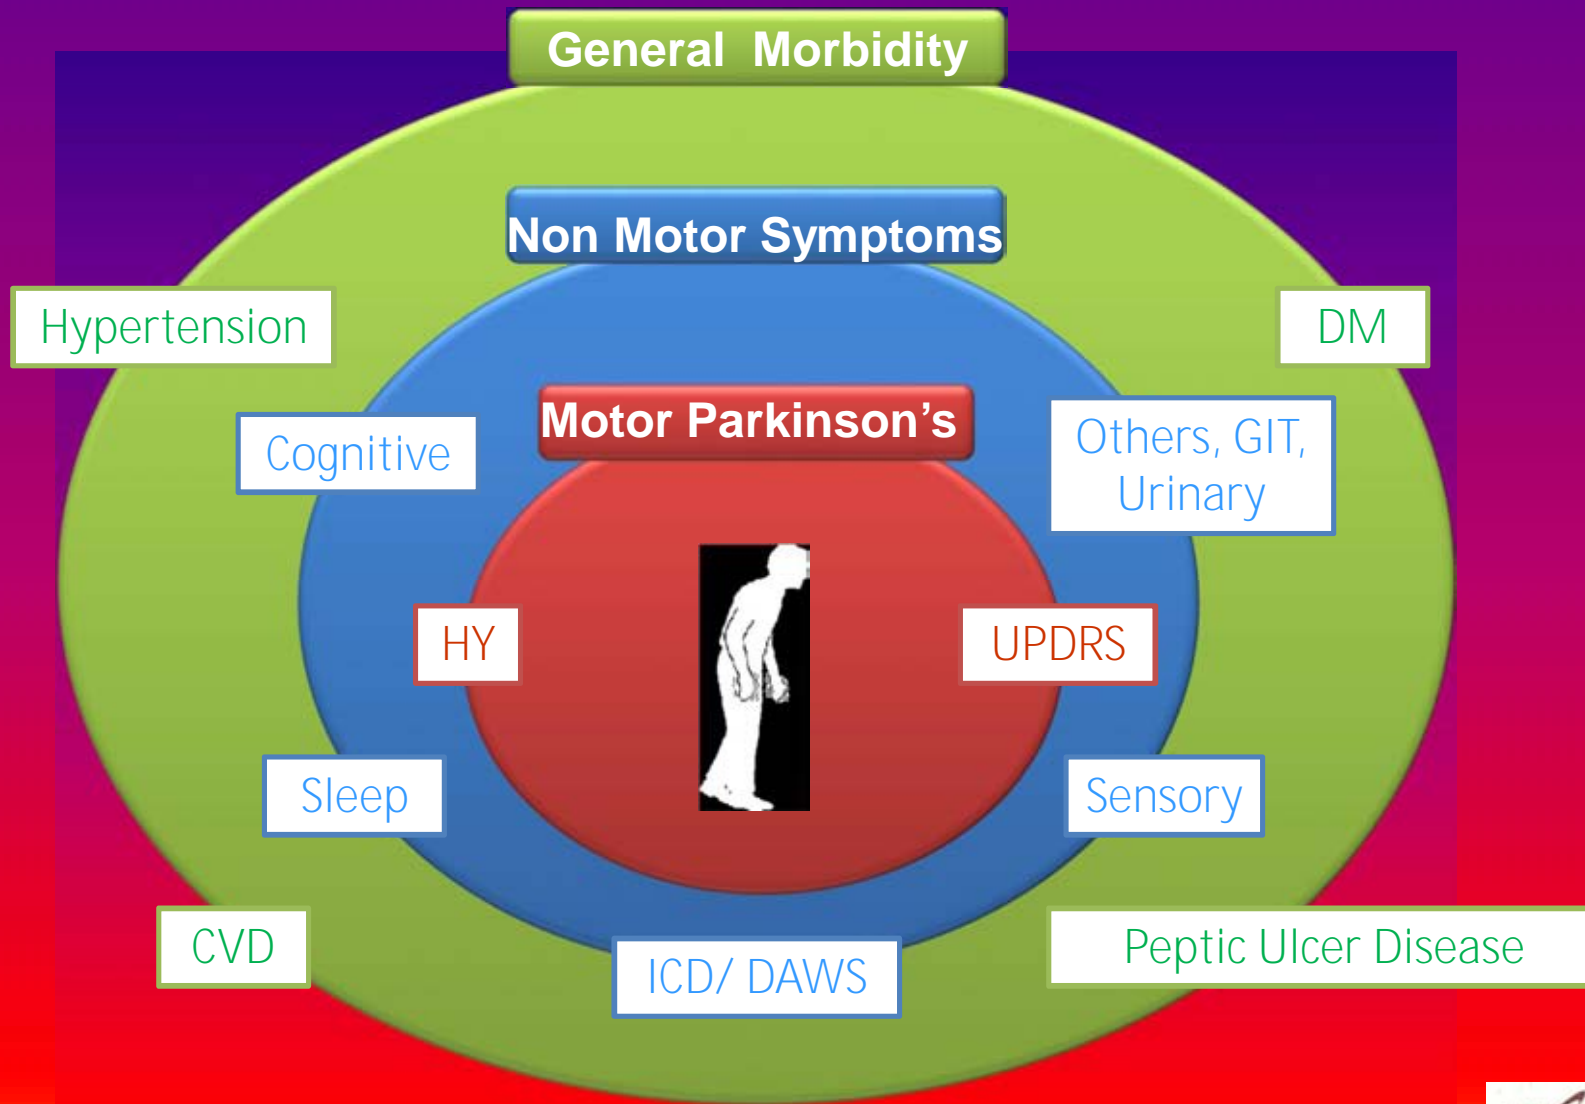 General Morbidity
Non Motor Symptoms
Hypertension
DM
Motor Parkinson's
Cognitive
Others, GIT,
Urinary
HY
UPDRS
Sleep
Sensory
CVD
Peptic Ulcer Disease
ICD/ DAWS